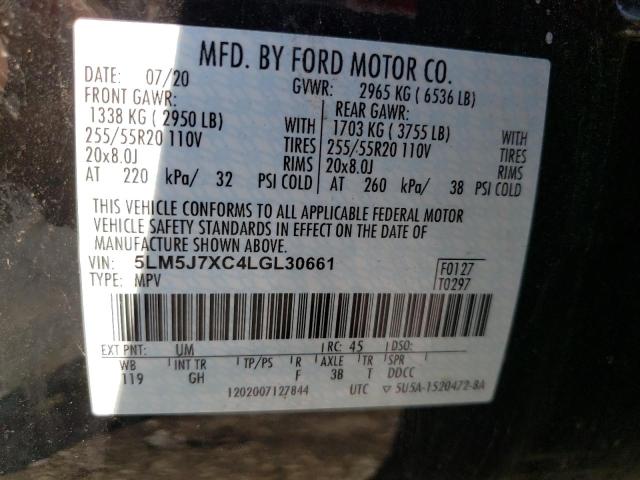 MFD. BY FORD MOTOR CO.
DATE: 07/20 GVWR: 2965 KG ( 6536 LB)
FRONT GAWR: REAR GAWR:
1338 KG ( 2950 LB) WITH 1703 KG ( 3755 LB) WITH
255/55R20 110V TIRES 255/55R20 110V TIRES
20x8.0J RIMS 20x8.0J RIMS
AT 220 kPa/ 32 PSI COLD AT 260 kPa/ 38 PSI COLD
THIS VEHICLE CONFORMS TO ALL APPLICABLE FEDERAL MOTOR
VEHICLE SAFETY STANDARDS IN EFFECT ON THE DATE OF
MANUFACTURE SHOWN ABOVE.
VIN: 5LM5J7XC4LGL30661 F0127
TYPE: MPV T0297
EXT PNT: UM RC: 45 DSO:
WB INT TR TP/PS R AXLE TR SPR
119 GH F 3B T DDCC
1202007127844 UTC ▽ 5U5A-1520472-BA